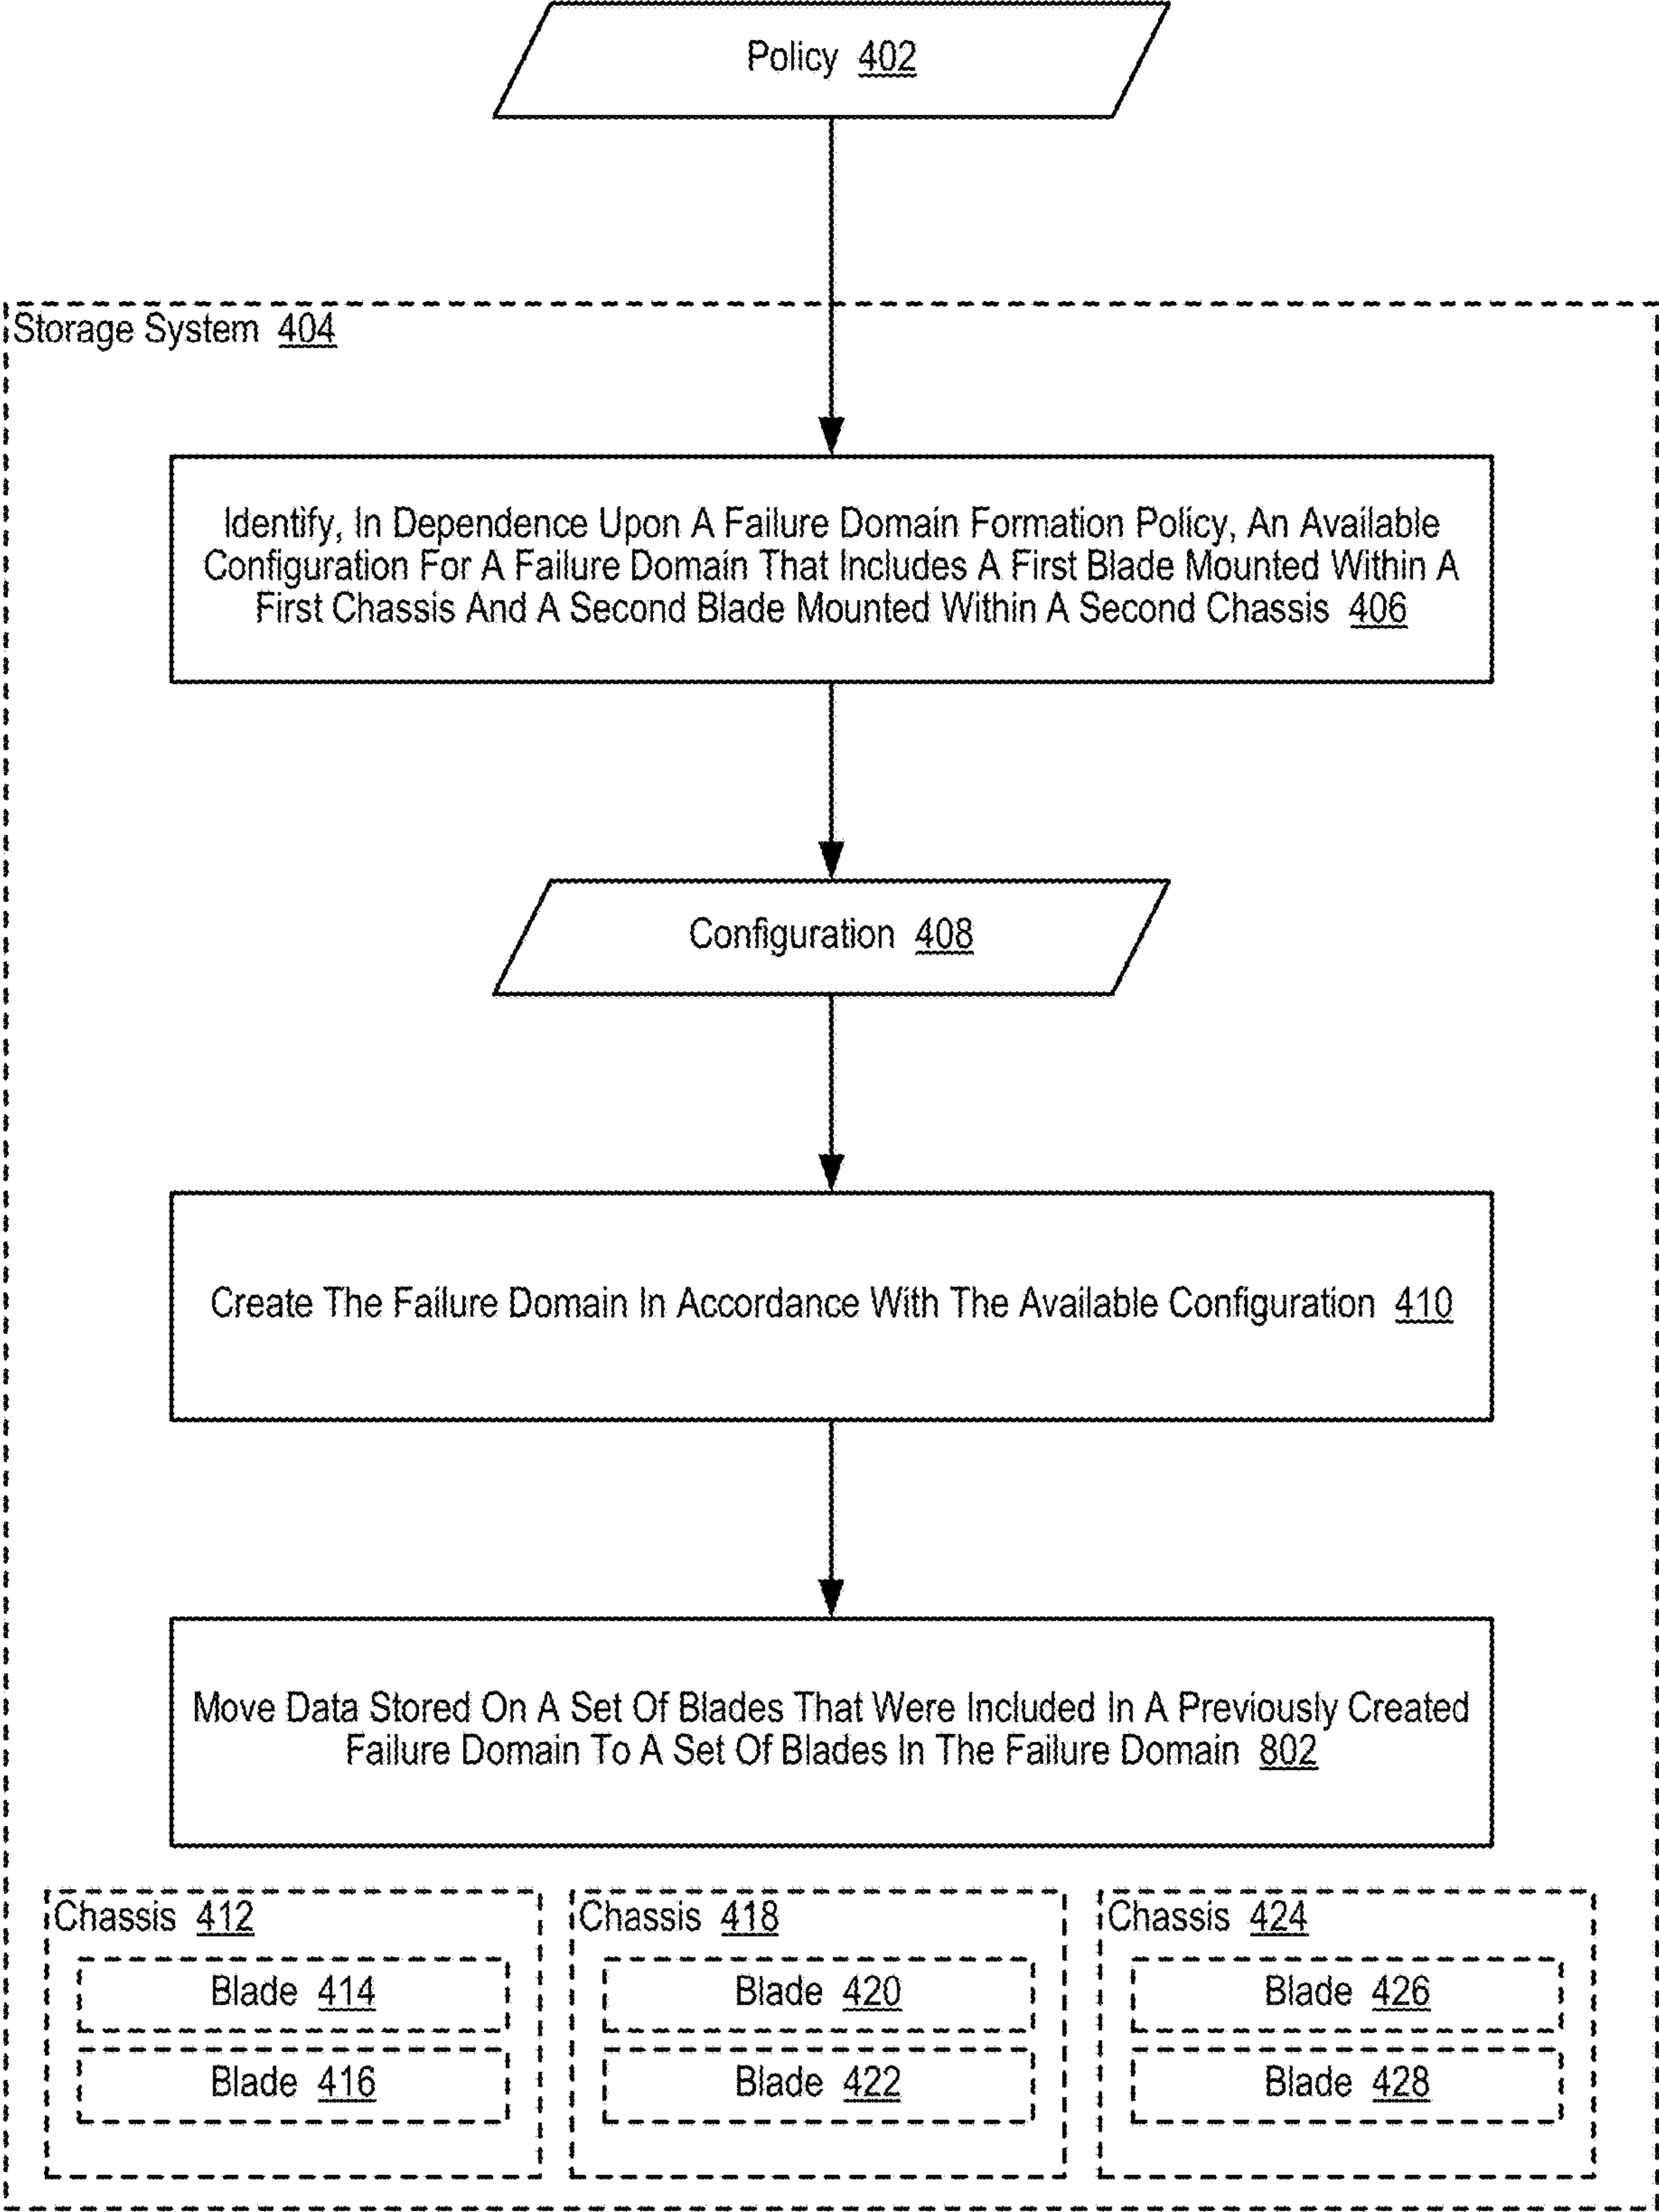 Policy 402
Storage System 404
Identify, In Dependence Upon A Failure Domain Formation Policy, An Available
Configuration For A Failure Domain That Includes A First Blade Mounted Within A
First Chassis And A Second Blade Mounted Within A Second Chassis 406
Configuration 408
Create The Failure Domain In Accordance With The Available Configuration 410
Move Data Stored On A Set Of Blades That Were Included In A Previously Created
Failure Domain To A Set Of Blades In The Failure Domain 802
Chassis 412
Blade 414
Blade 416
Chassis 418
Blade 420
Blade 422
Chassis 424
Blade 426
Blade 428